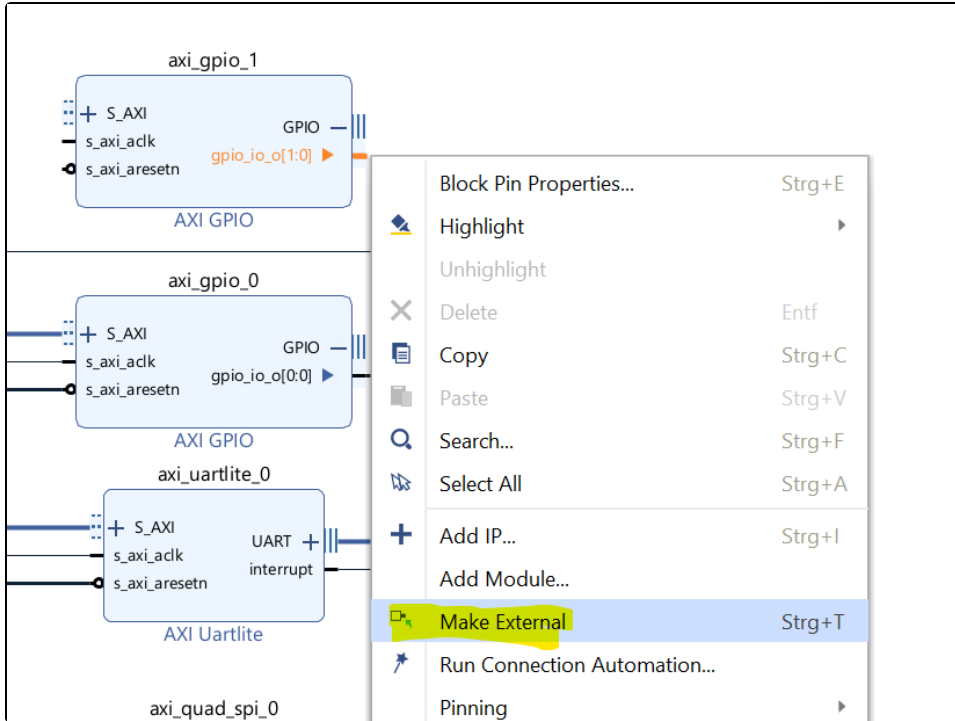 axi_gpio_1
S_AXI
GPIO
s_axi_aclk
gpio_io_o[1:0]
s_axi_aresetn
AXI GPIO
axi_gpio_0
S_AXI
GPIO
s_axi_aclk
gpio_io_o[0:0]
s_axi_aresetn
AXI GPIO
axi_uartlite_0
S_AXI
UART
s_axi_aclk
interrupt
s_axi_aresetn
AXI Uartlite
axi_quad_spi_0
Block Pin Properties... Strg+E
Highlight
Unhighlight
Delete Entf
Copy Strg+C
Paste Strg+V
Search... Strg+F
Select All Strg+A
Add IP... Strg+I
Add Module...
Make External Strg+T
Run Connection Automation...
Pinning